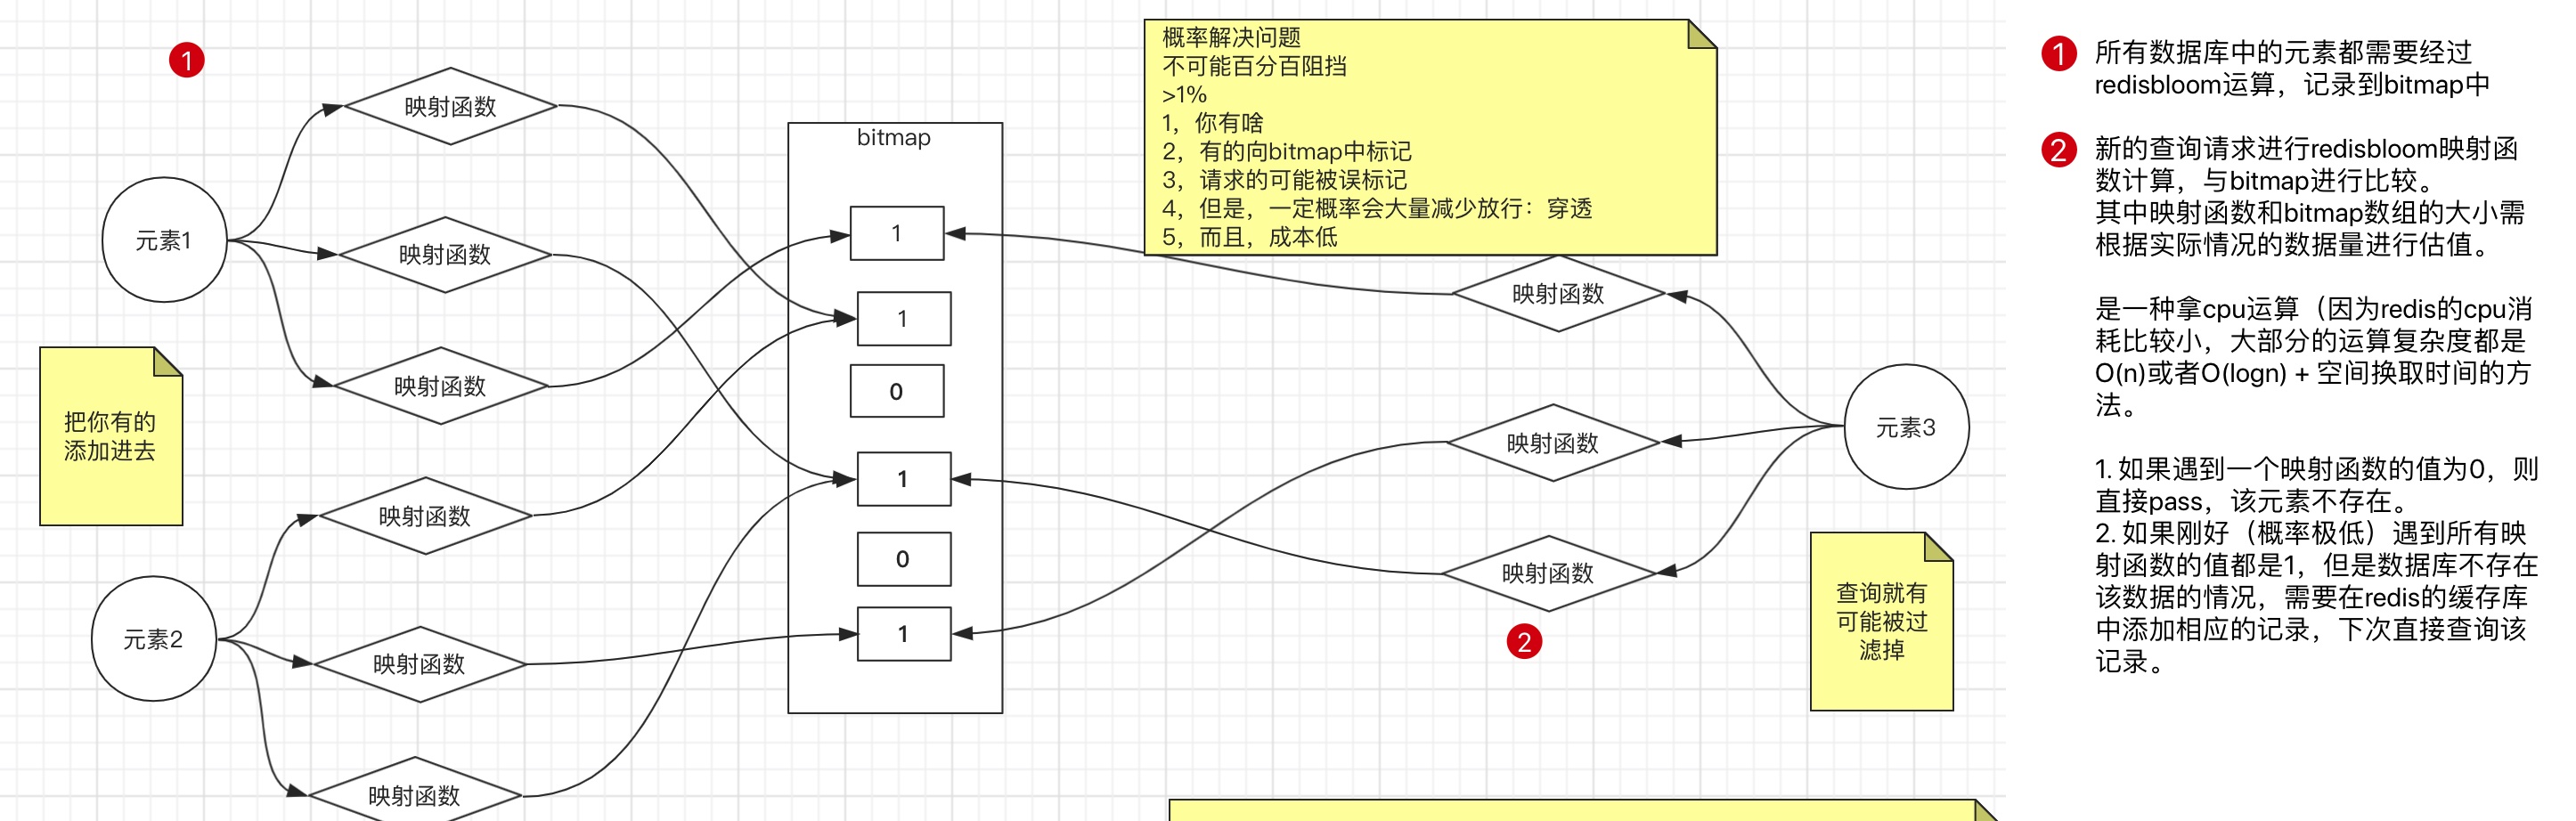 1
映射函数
映射函数
映射函数
元素1
把你有的
添加进去
映射函数
映射函数
映射函数
元素2
bitmap
1
1
0
1
0
1
概率解决问题
不可能百分百阻挡
>1%
1，你有啥
2，有的向bitmap中标记
3，请求的可能被误标记
4，但是，一定概率会大量减少放行：穿透
5，而且，成本低
映射函数
映射函数
映射函数
元素3
2
查询就有
可能被过
滤掉
1 所有数据库中的元素都需要经过
redisbloom运算，记录到bitmap中
2 新的查询请求进行redisbloom映射函
数计算，与bitmap进行比较。
其中映射函数和bitmap数组的大小需
根据实际情况的数据量进行估值。
是一种拿cpu运算（因为redis的cpu消
耗比较小，大部分的运算复杂度都是
O(n)或者O(logn) + 空间换取时间的方
法。
1. 如果遇到一个映射函数的值为0，则
直接pass，该元素不存在。
2. 如果刚好（概率极低）遇到所有映
射函数的值都是1，但是数据库不存在
该数据的情况，需要在redis的缓存库
中添加相应的记录，下次直接查询该
记录。